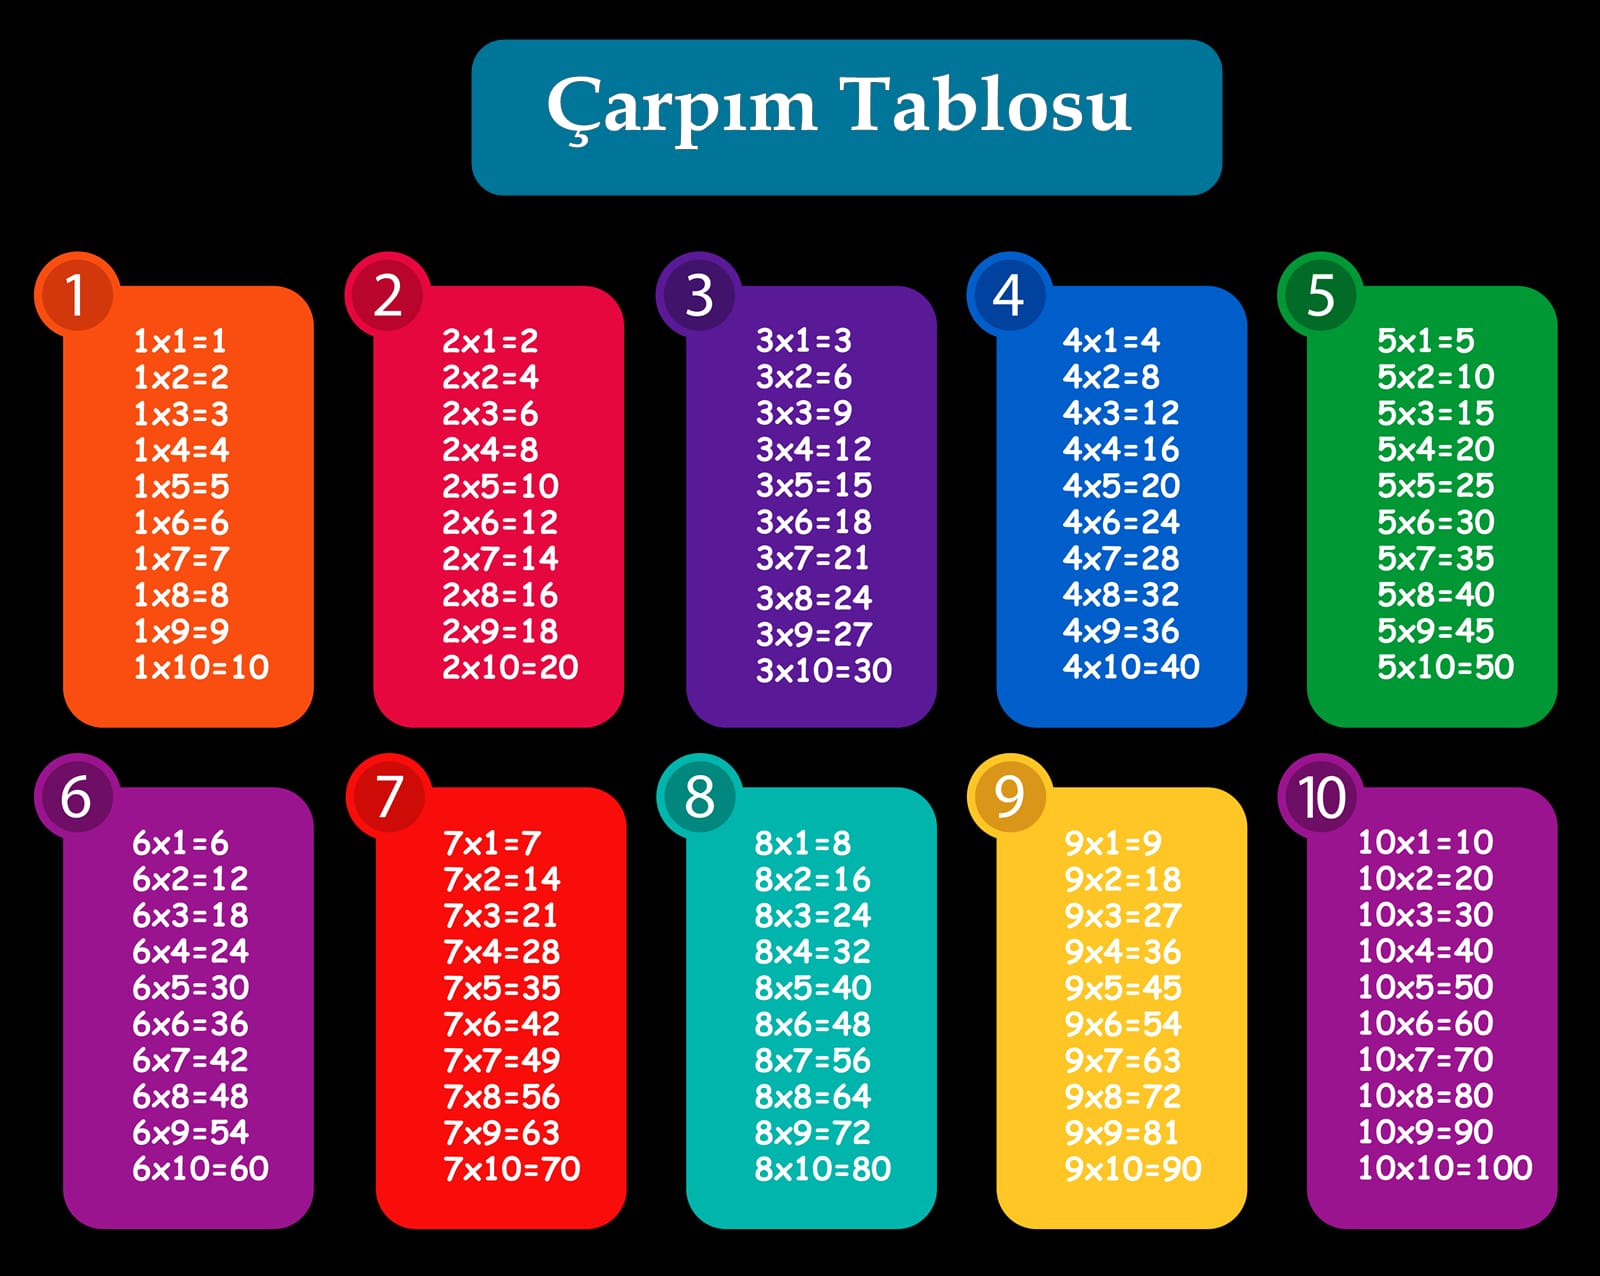 Çarpım Tablosu
1
1x1=1
1x2=2
1x3=3
1x4=4
1x5=5
1x6=6
1x7=7
1x8=8
1x9=9
1x10=10
2
2x1=2
2x2=4
2x3=6
2x4=8
2x5=10
2x6=12
2x7=14
2x8=16
2x9=18
2x10=20
3
3x1=3
3x2=6
3x3=9
3x4=12
3x5=15
3x6=18
3x7=21
3x8=24
3x9=27
3x10=30
4
4x1=4
4x2=8
4x3=12
4x4=16
4x5=20
4x6=24
4x7=28
4x8=32
4x9=36
4x10=40
5
5x1=5
5x2=10
5x3=15
5x4=20
5x5=25
5x6=30
5x7=35
5x8=40
5x9=45
5x10=50
6
6x1=6
6x2=12
6x3=18
6x4=24
6x5=30
6x6=36
6x7=42
6x8=48
6x9=54
6x10=60
7
7x1=7
7x2=14
7x3=21
7x4=28
7x5=35
7x6=42
7x7=49
7x8=56
7x9=63
7x10=70
8
8x1=8
8x2=16
8x3=24
8x4=32
8x5=40
8x6=48
8x7=56
8x8=64
8x9=72
8x10=80
9
9x1=9
9x2=18
9x3=27
9x4=36
9x5=45
9x6=54
9x7=63
9x8=72
9x9=81
9x10=90
10
10x1=10
10x2=20
10x3=30
10x4=40
10x5=50
10x6=60
10x7=70
10x8=80
10x9=90
10x10=100